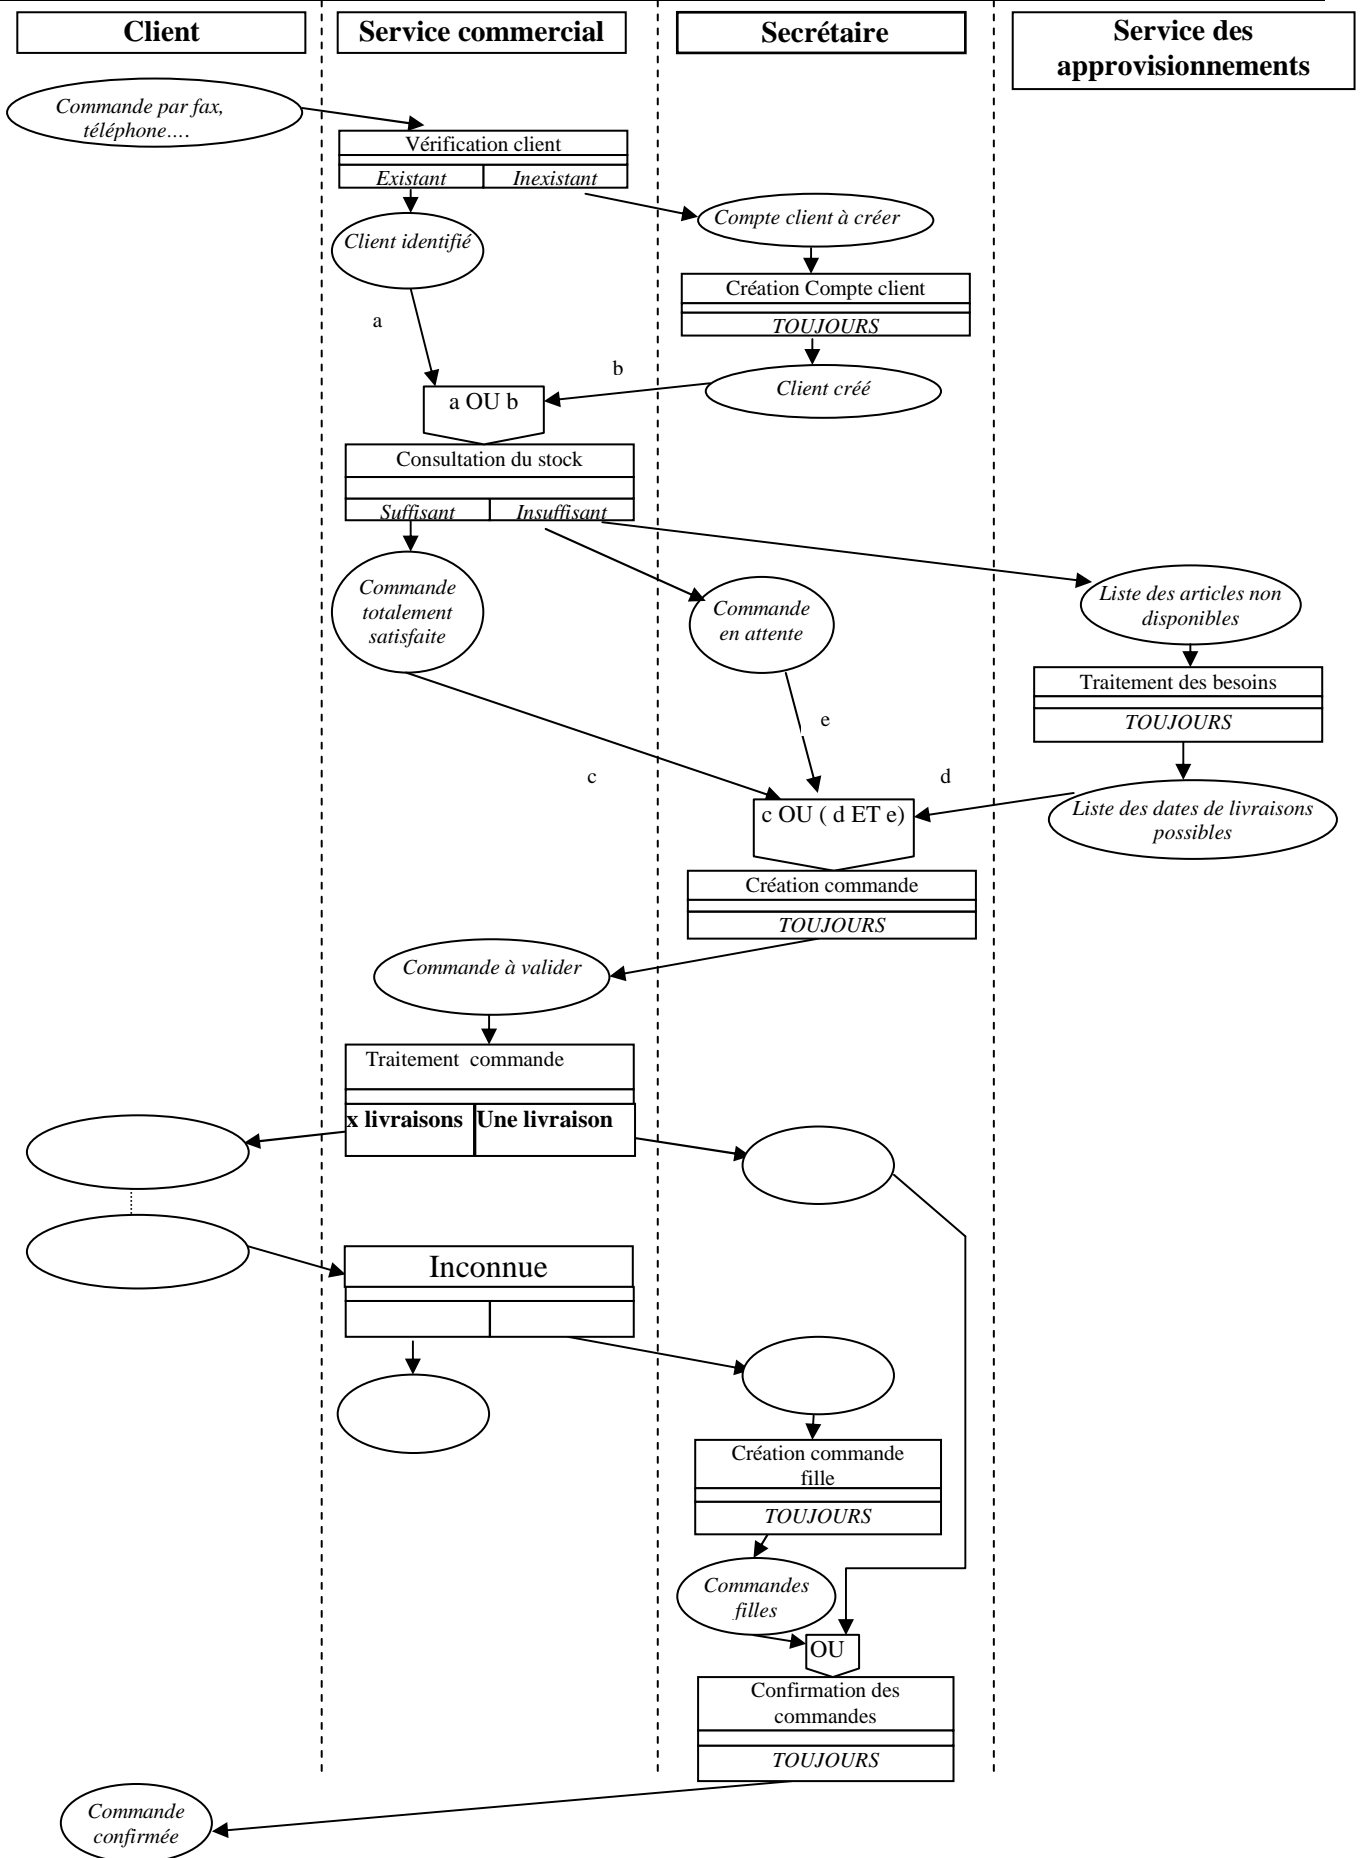 Client
Service commercial
Secrétaire
Service des
approvisionnements
Commande par fax,
téléphone….
Vérification client
Existant
Inexistant
Compte client à créer
Client identifié
Création Compte client
TOUJOURS
a
b
Client créé
a OU b
Consultation du stock
Suffisant
Insuffisant
Commande
totalement
satisfaite
Commande
en attente
Liste des articles non
disponibles
Traitement des besoins
TOUJOURS
e
c
d
c OU ( d ET e)
Liste des dates de livraisons
possibles
Création commande
TOUJOURS
Commande à valider
Traitement commande
x livraisons
Une livraison
Inconnue
Création commande
fille
TOUJOURS
Commandes
filles
OU
Confirmation des
commandes
TOUJOURS
Commande
confirmée